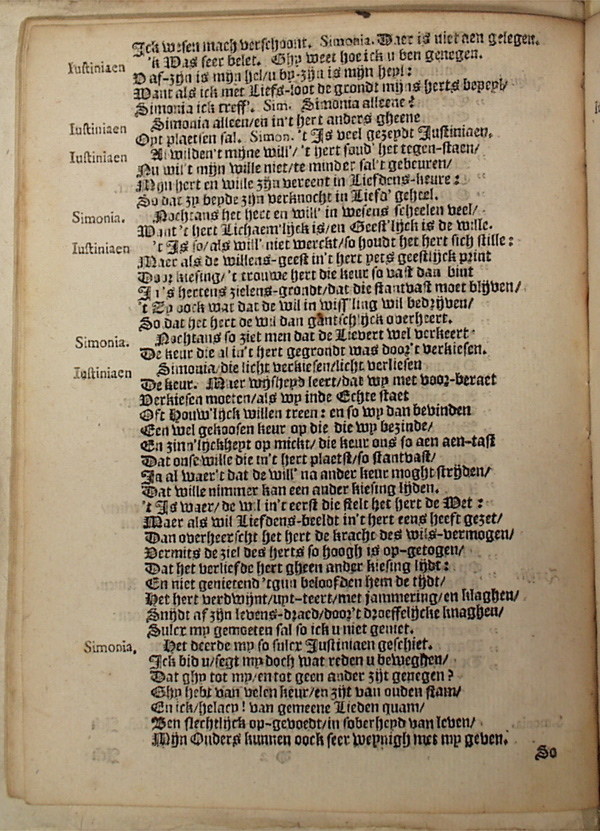 Ick wesen mach verschoont. Simonia. Daer is niet aen gelegen.
'k Was seer belet. Ghy weet hoe ick u ben genegen.
Iustiniaen
V af-zijn is mijn hel/u by-zijn is mijn heyl:
Want als ick met Liefs-loot de grondt mijns herts bepeyl/
Simonia ick treff'. Sim. Simonia alleene?
Iustiniaen Simonia alleen/en in't hert anders gheene
Oyt plaetsen sal. Simon. 't Is veel gezeydt Iustiniaen.
Iustiniaen Al wilden't mijne will'/'t hert soud' het tegen-staen/
Nu wil't mijn wille niet/te minder sal't gebeuren/
Mijn hert en wille zijn vereent in Liefdens-keure:
So dat zy beyde zijn verknocht in Liefd' geheel.
Simonia. Nochtans het hert en will' in wesens scheelen veel/
Want 't hert Lichaem'lijck is/en Geest'lijck is de wille.
Iustiniaen 't Is so/als will' niet werckt/so houdt het hert sich stille:
Maer als de willens-geest in't hert yets geestlijck print
Door kiesing/'t trouwe hert die keur so vast dan bint
In 's hertens zielens-grondt/dat die stantvast moet blijven/
't Zy oock wat dat de wil in wiss'ling wil bedrijven/
So dat het hert de wil dan gantschlijck overheert.
Simonia. Nochtans so ziet men dat de Lievert wel verkeert
De keur die al in't hert gegrondt was door't verkiesen.
Iustiniaen Simonia/die licht verkiesen/licht verliesen
De keur. Maer wijsheyd leert/dat wy met voor-beraet
Verkiesen moeten/als wy inde Echte staet
Oft Houw'lijck willen treen: en so wy dan bevinden
Een wel gekoosen keur op die die wy bezinde/
En zinn'lijckheyt op mickt/die keur ons so aen aen-tast
Dat onse wille die in't hert plaetst/so stantvast/
Ja al waer't dat de will' na ander keur moght strijden/
Dat wille nimmer kan een ander kiesing lijden.
't Is waer/de wil in't eerst die stelt het hert de Wet:
Maer als wil Liefdens-beeldt in't hert eens heeft gezet/
Dan overheerscht het hert de kracht des wils-vermogen/
Vermits de ziel des herts so hoogh is op-getogen/
Dat het verliefde hert gheen ander kiesing lijdt:
En niet genietend 'tgun beloofden hem de tijdt/
Het hert verdwijnt/uyt-teert/met jammering/en klaghen/
Snijdt af zijn levens-draed/door't droeffelijcke knaghen/
Sulcx my gemoeten sal so ick u niet geniet.
Simonia. Het deerde my so sulcx Iustiniaen geschiet.
Ick bid u/segt my doch wat reden u beweghen/
Dat ghy tot my/en tot geen ander zijt genegen?
Ghy hebt van velen keur/en zijt van ouden stam/
En ick/helacy! van gemeene Lieden quam/
Ben slechtlijck op-gevoedt/in soberheyd van leven/
Mijn Ouders kunnen oock seer weynigh met my geven.
So